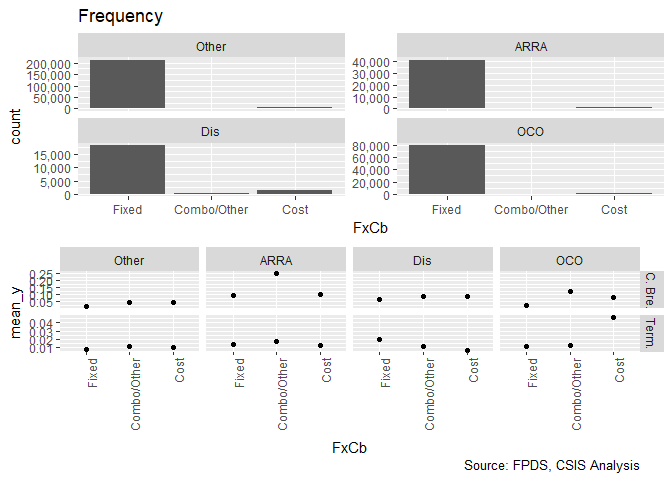 Frequency
Other
ARRA
200,000
150,000
100,000
50,000
0
40,000
30,000
20,000
10,000
0
count
Dis
OCO
15,000
10,000
5,000
0
80,000
60,000
40,000
20,000
0
Fixed
Combo/Other
Cost
Fixed
Combo/Other
Cost
FxCb
Other
ARRA
Dis
OCO
0.25
0.20
0.15
0.10
0.05
C. Bre
mean_y
0.04
0.03
0.02
0.01
Term.
Fixed
Combo/Other
Cost
Fixed
Combo/Other
Cost
Fixed
Combo/Other
Cost
Fixed
Combo/Other
Cost
FxCb
Source: FPDS, CSIS Analysis